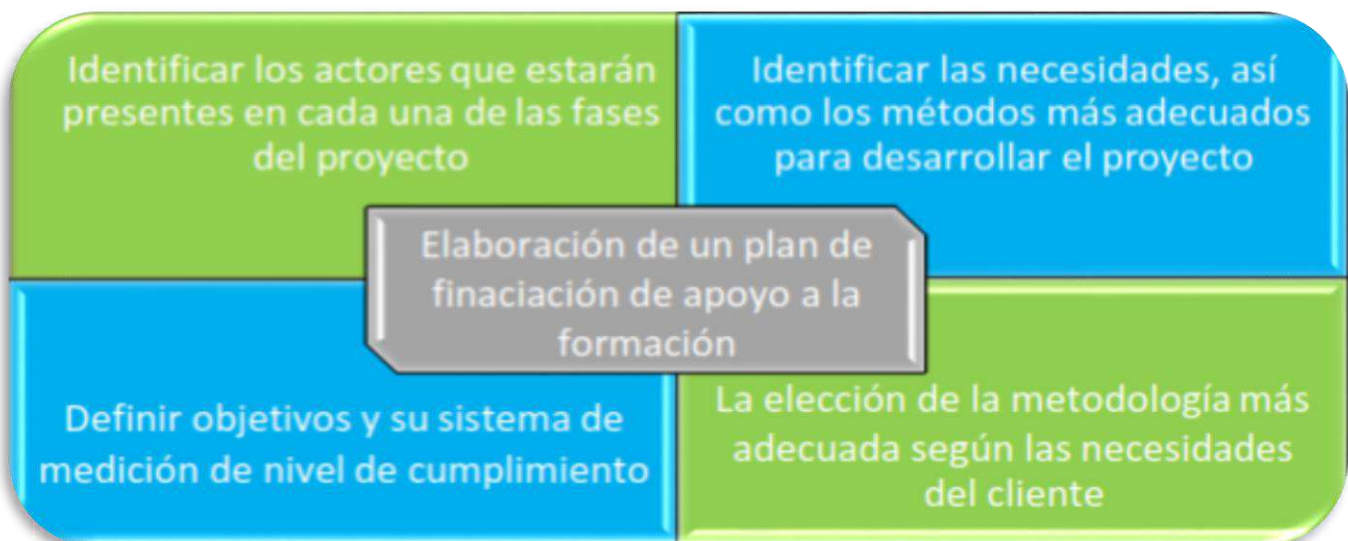 Identificar los actores que estarán
presentes en cada una de las fases
del proyecto
Identificar las necesidades, así
como los métodos más adecuados
para desarrollar el proyecto
Elaboración de un plan de
finaciación de apoyo a la
formación
Definir objetivos y su sistema de
medición de nivel de cumplimiento
La elección de la metodología más
adecuada según las necesidades
del cliente